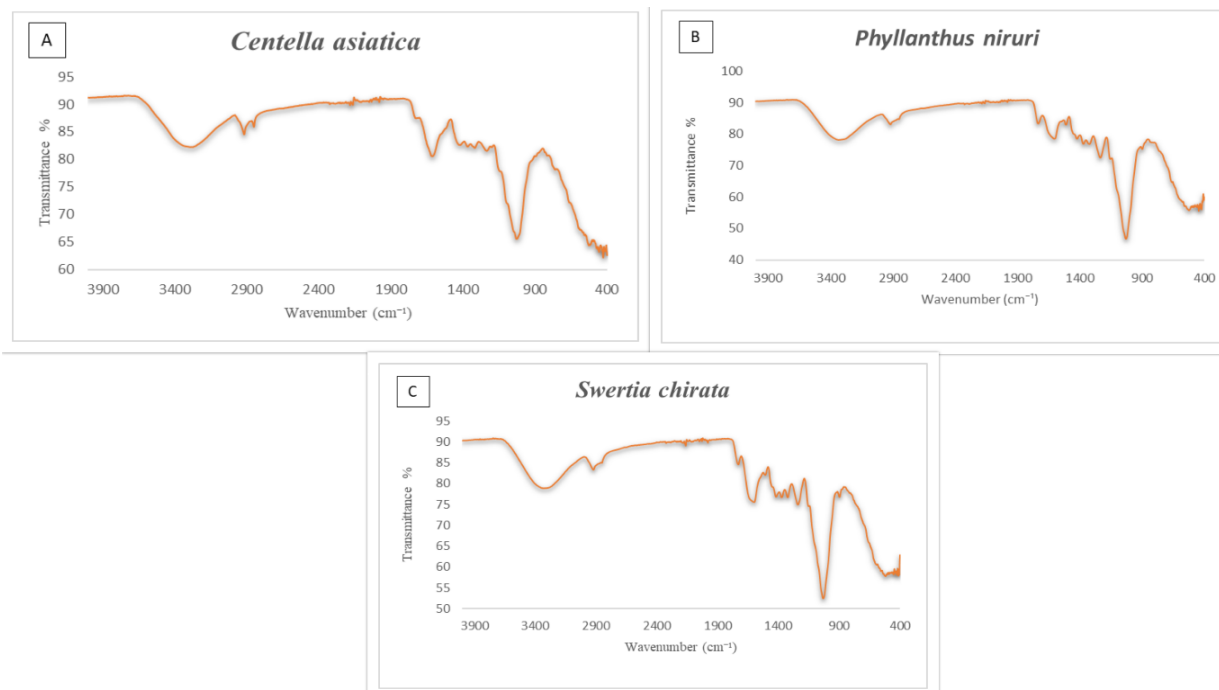 A
Centella asiatica
95
90
85
80
75
70
65
60
Transmittance %
3900 3400 2900 2400 1900 1400 900 400
Wavenumber (cm⁻¹)
B
Phyllanthus niruri
100
90
80
70
60
50
40
Transmittance %
3900 3400 2900 2400 1900 1400 900 400
Wavenumber (cm⁻¹)
C
Swertia chirata
95
90
85
80
75
70
65
60
55
50
Transmittance %
3900 3400 2900 2400 1900 1400 900 400
Wavenumber (cm⁻¹)